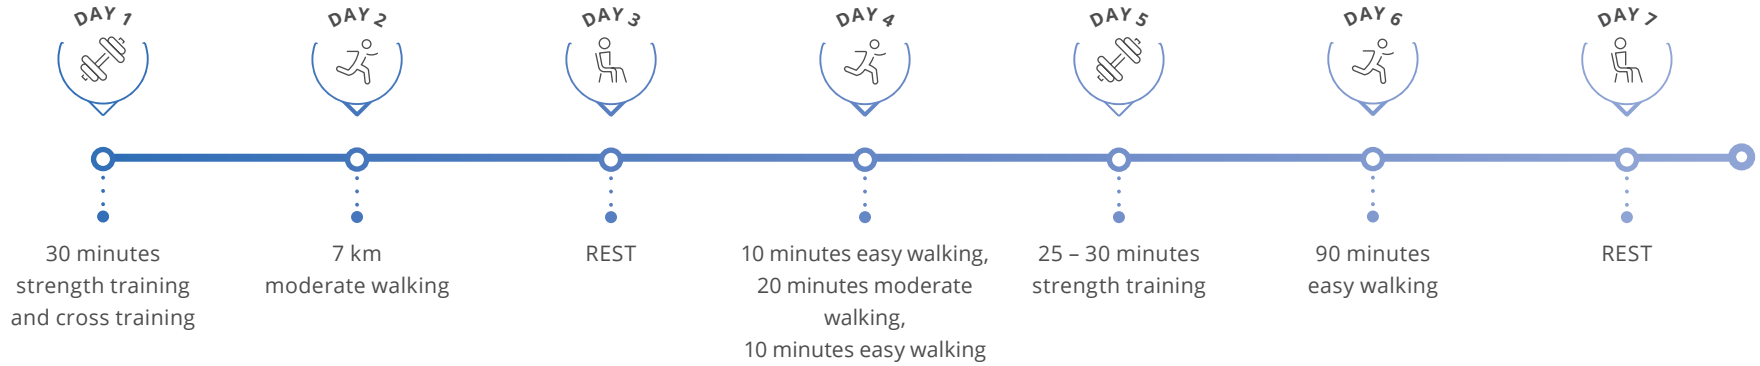 DAY 1
DAY 2
DAY 3
DAY 4
DAY 5
DAY 6
DAY 7
30 minutes
strength training
and cross training
7 km
moderate walking
REST
10 minutes easy walking,
20 minutes moderate
walking,
10 minutes easy walking
25 – 30 minutes
strength training
90 minutes
easy walking
REST